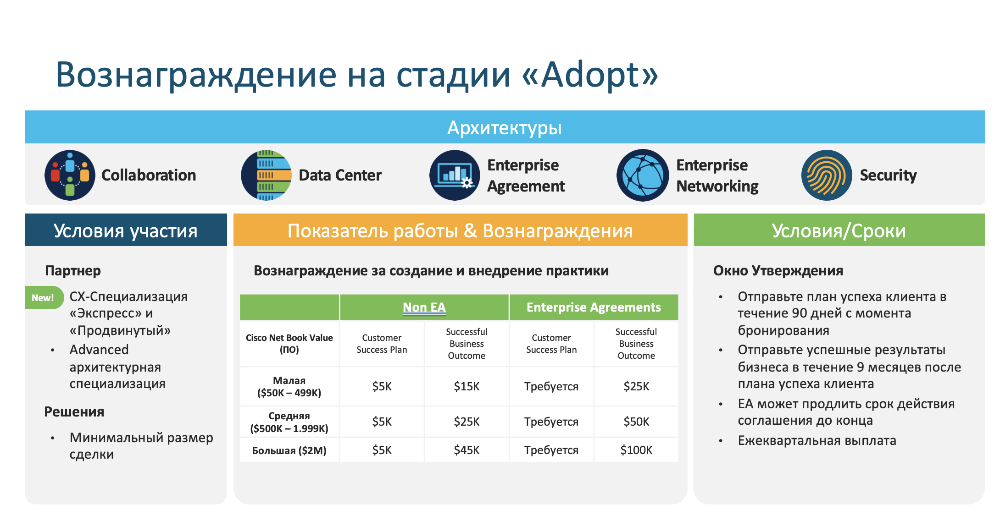 Вознаграждение на стадии «Adopt»
Архитектуры
Collaboration
Data Center
Enterprise
Agreement
Enterprise
Networking
Security
Условия участия
Партнер
New!
СХ-Специализация
«Экспресс» и
«Продвинутый»
• Advanced
архитектурная
специализация
Решения
• Минимальный размер
сделки
Показатель работы & Вознаграждения
Вознаграждение за создание и внедрение практики
Non EA
Enterprise Agreements
Cisco Net Book Value
(ПО)
Customer
Success Plan
Successful
Business
Outcome
Customer
Success Plan
Successful
Business
Outcome
Малая
($50K – 499K)
$5K
$15K
Требуется
$25K
Средняя
($500K – 1.999K)
$5K
$25K
Требуется
$50K
Большая ($2M)
$5K
$45K
Требуется
$100K
Условия/Сроки
Окно Утверждения
• Отправьте план успеха клиента в
течение 90 дней с момента
бронирования
• Отправьте успешные результаты
бизнеса в течение 9 месяцев после
плана успеха клиента
• EA может продлить срок действия
соглашения до конца
• Ежеквартальная выплата